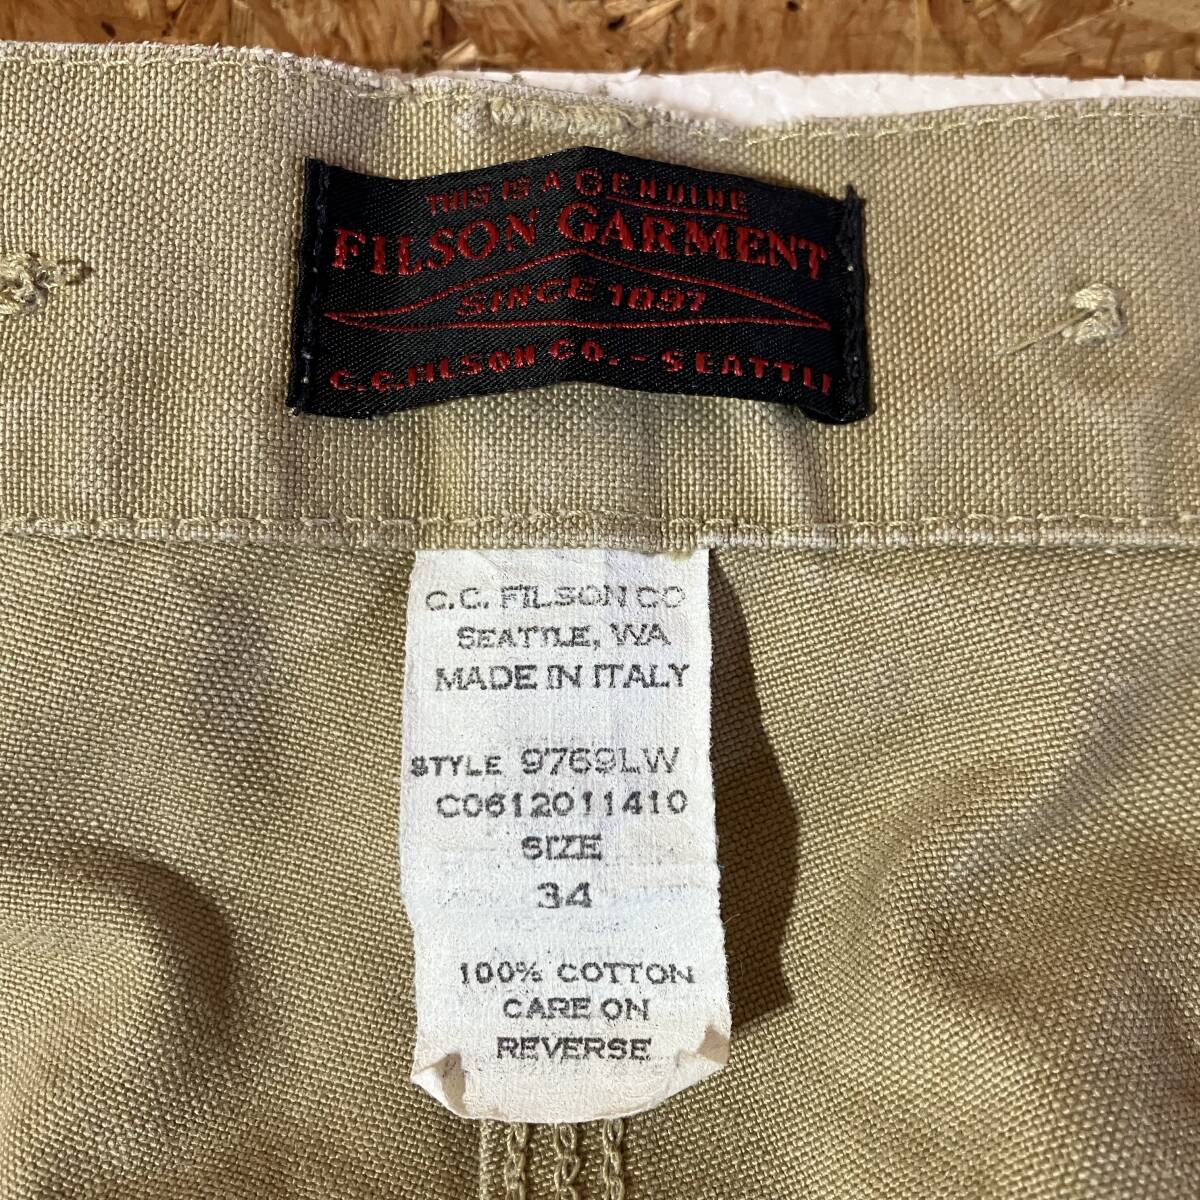 THIS IS A GENUINE
FILSON GARMENT
SINCE 1897
C.C.FILSON CO.-SEATTLE
C.C. FILSON CO
SEATTLE, WA
MADE IN ITALY
STYLE 9769LW
C0612011410
SIZE
34
100% COTTON
CARE ON
REVERSE